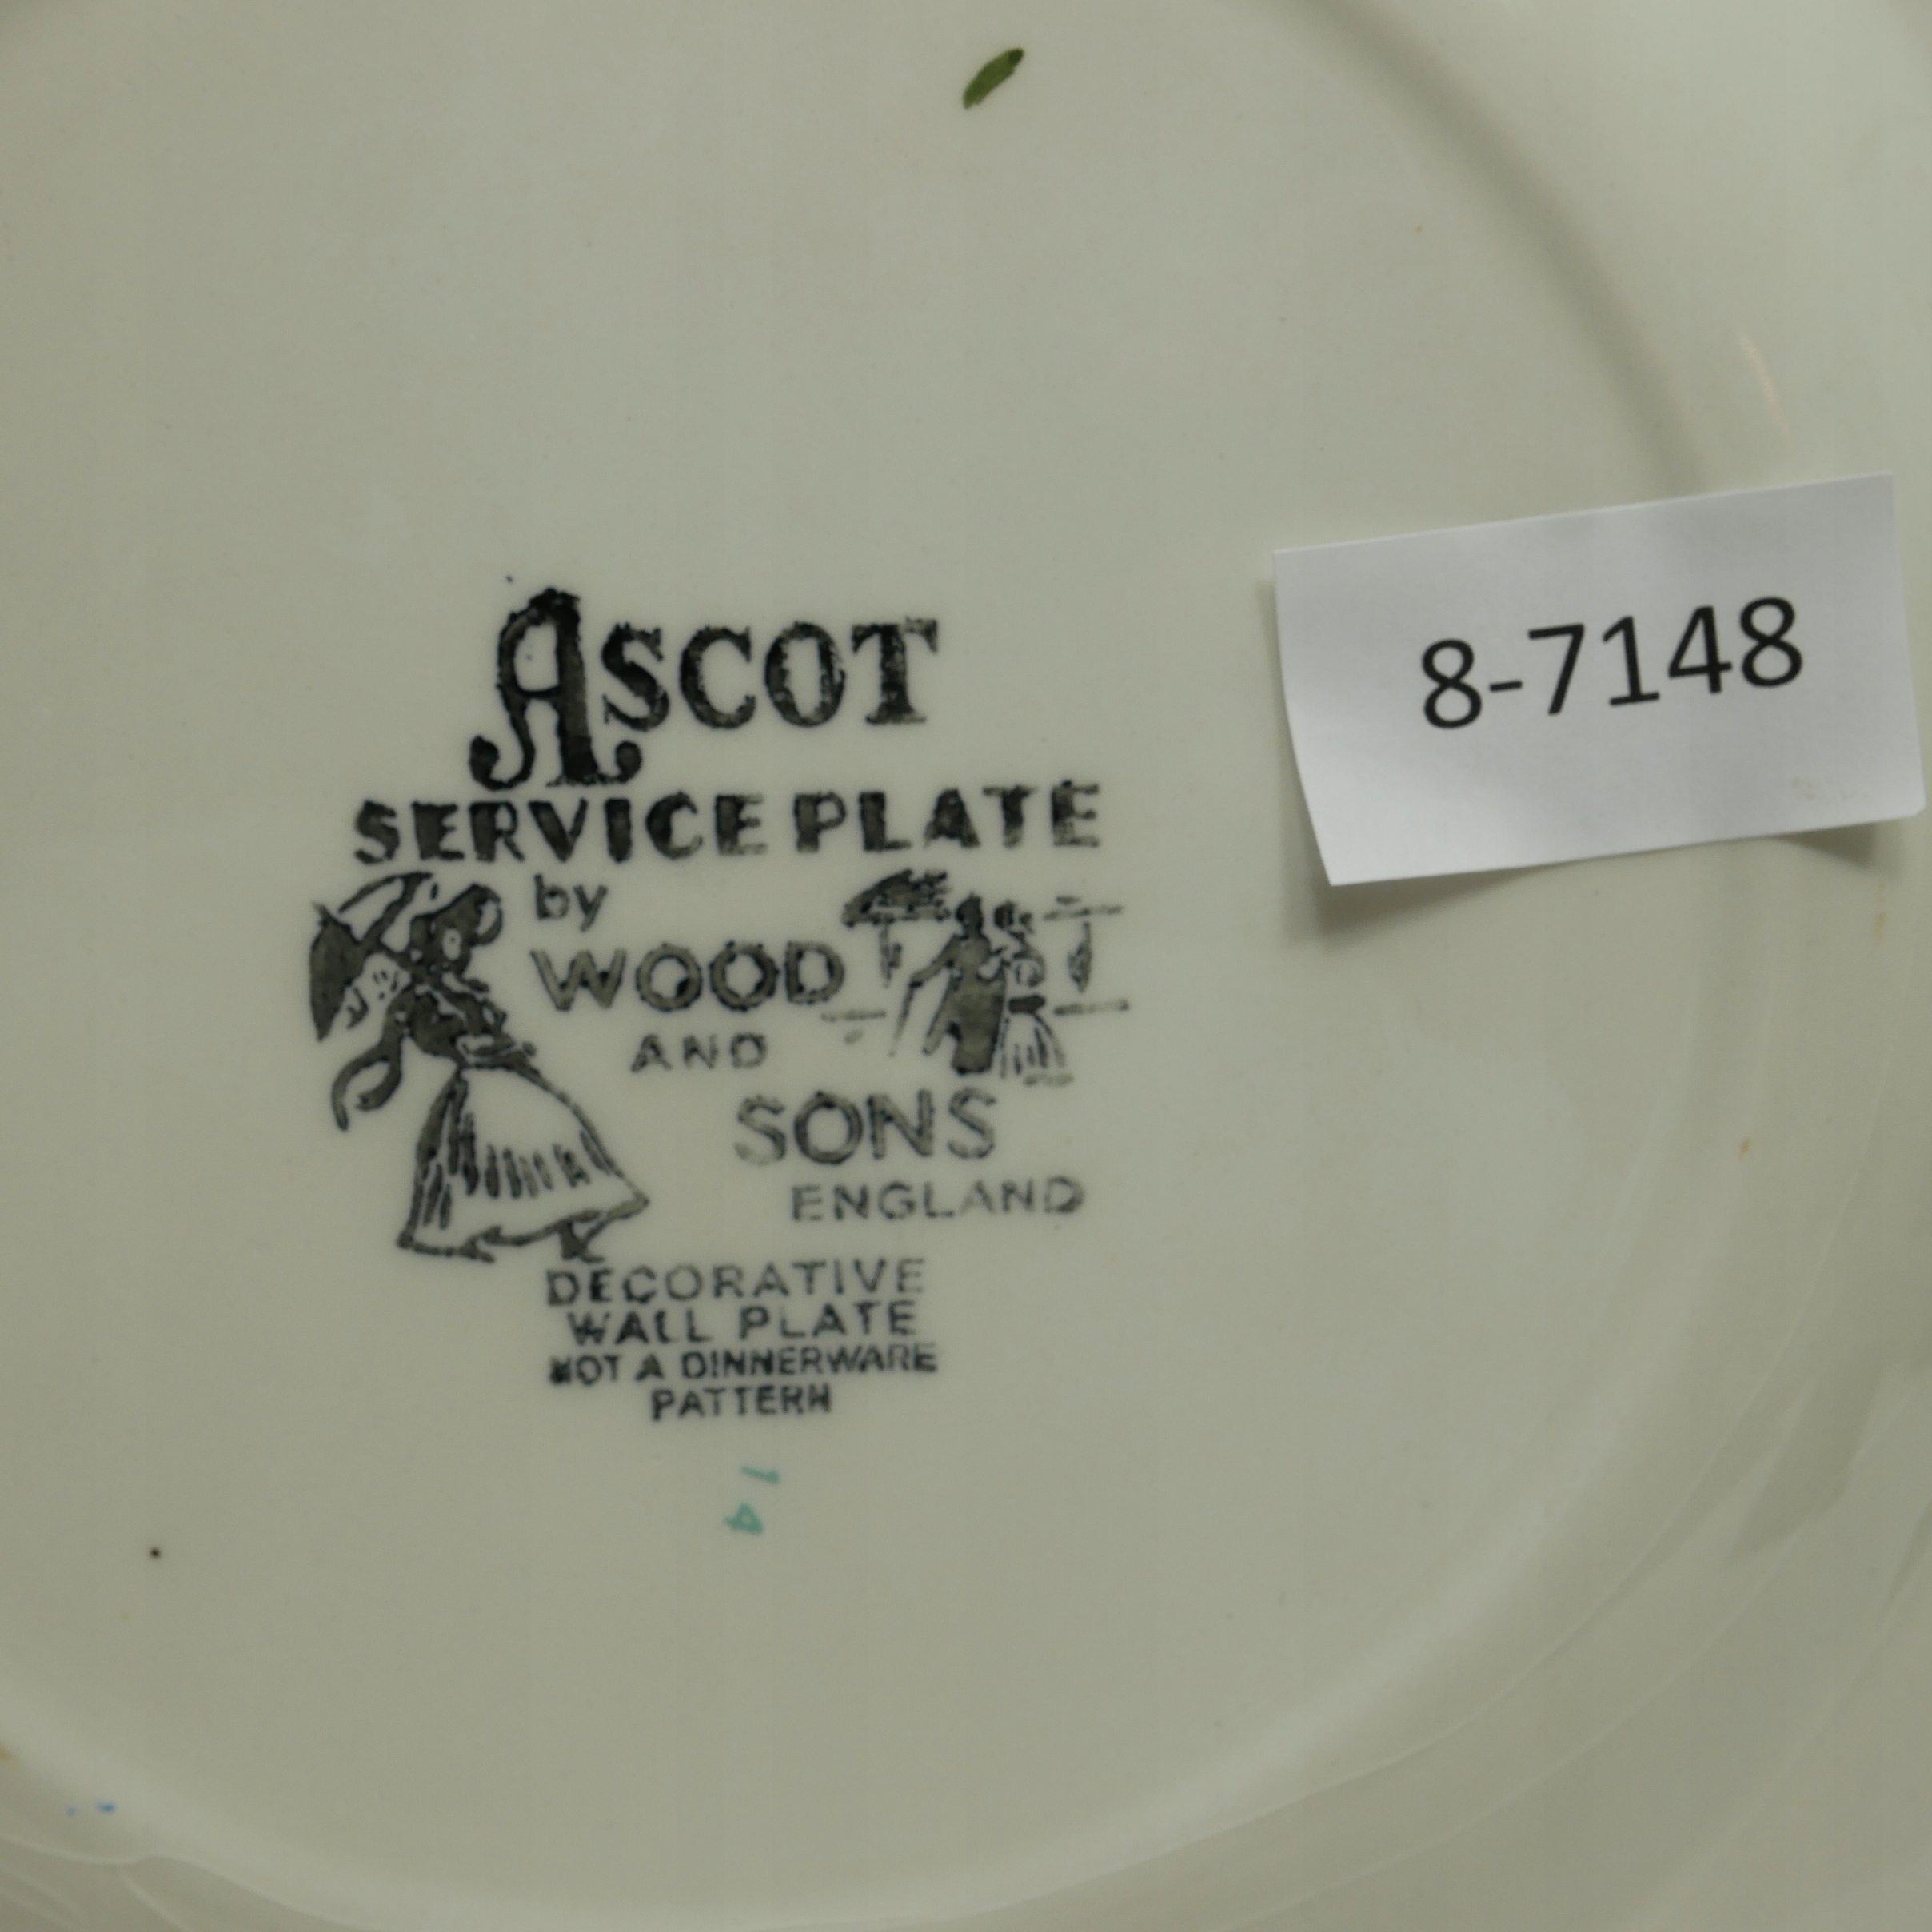 ASCOT
SERVICE PLATE
by
WOOD
AND
SONS
ENGLAND
DECORATIVE
WALL PLATE
NOT A DINNERWARE
PATTERN
14
8-7148